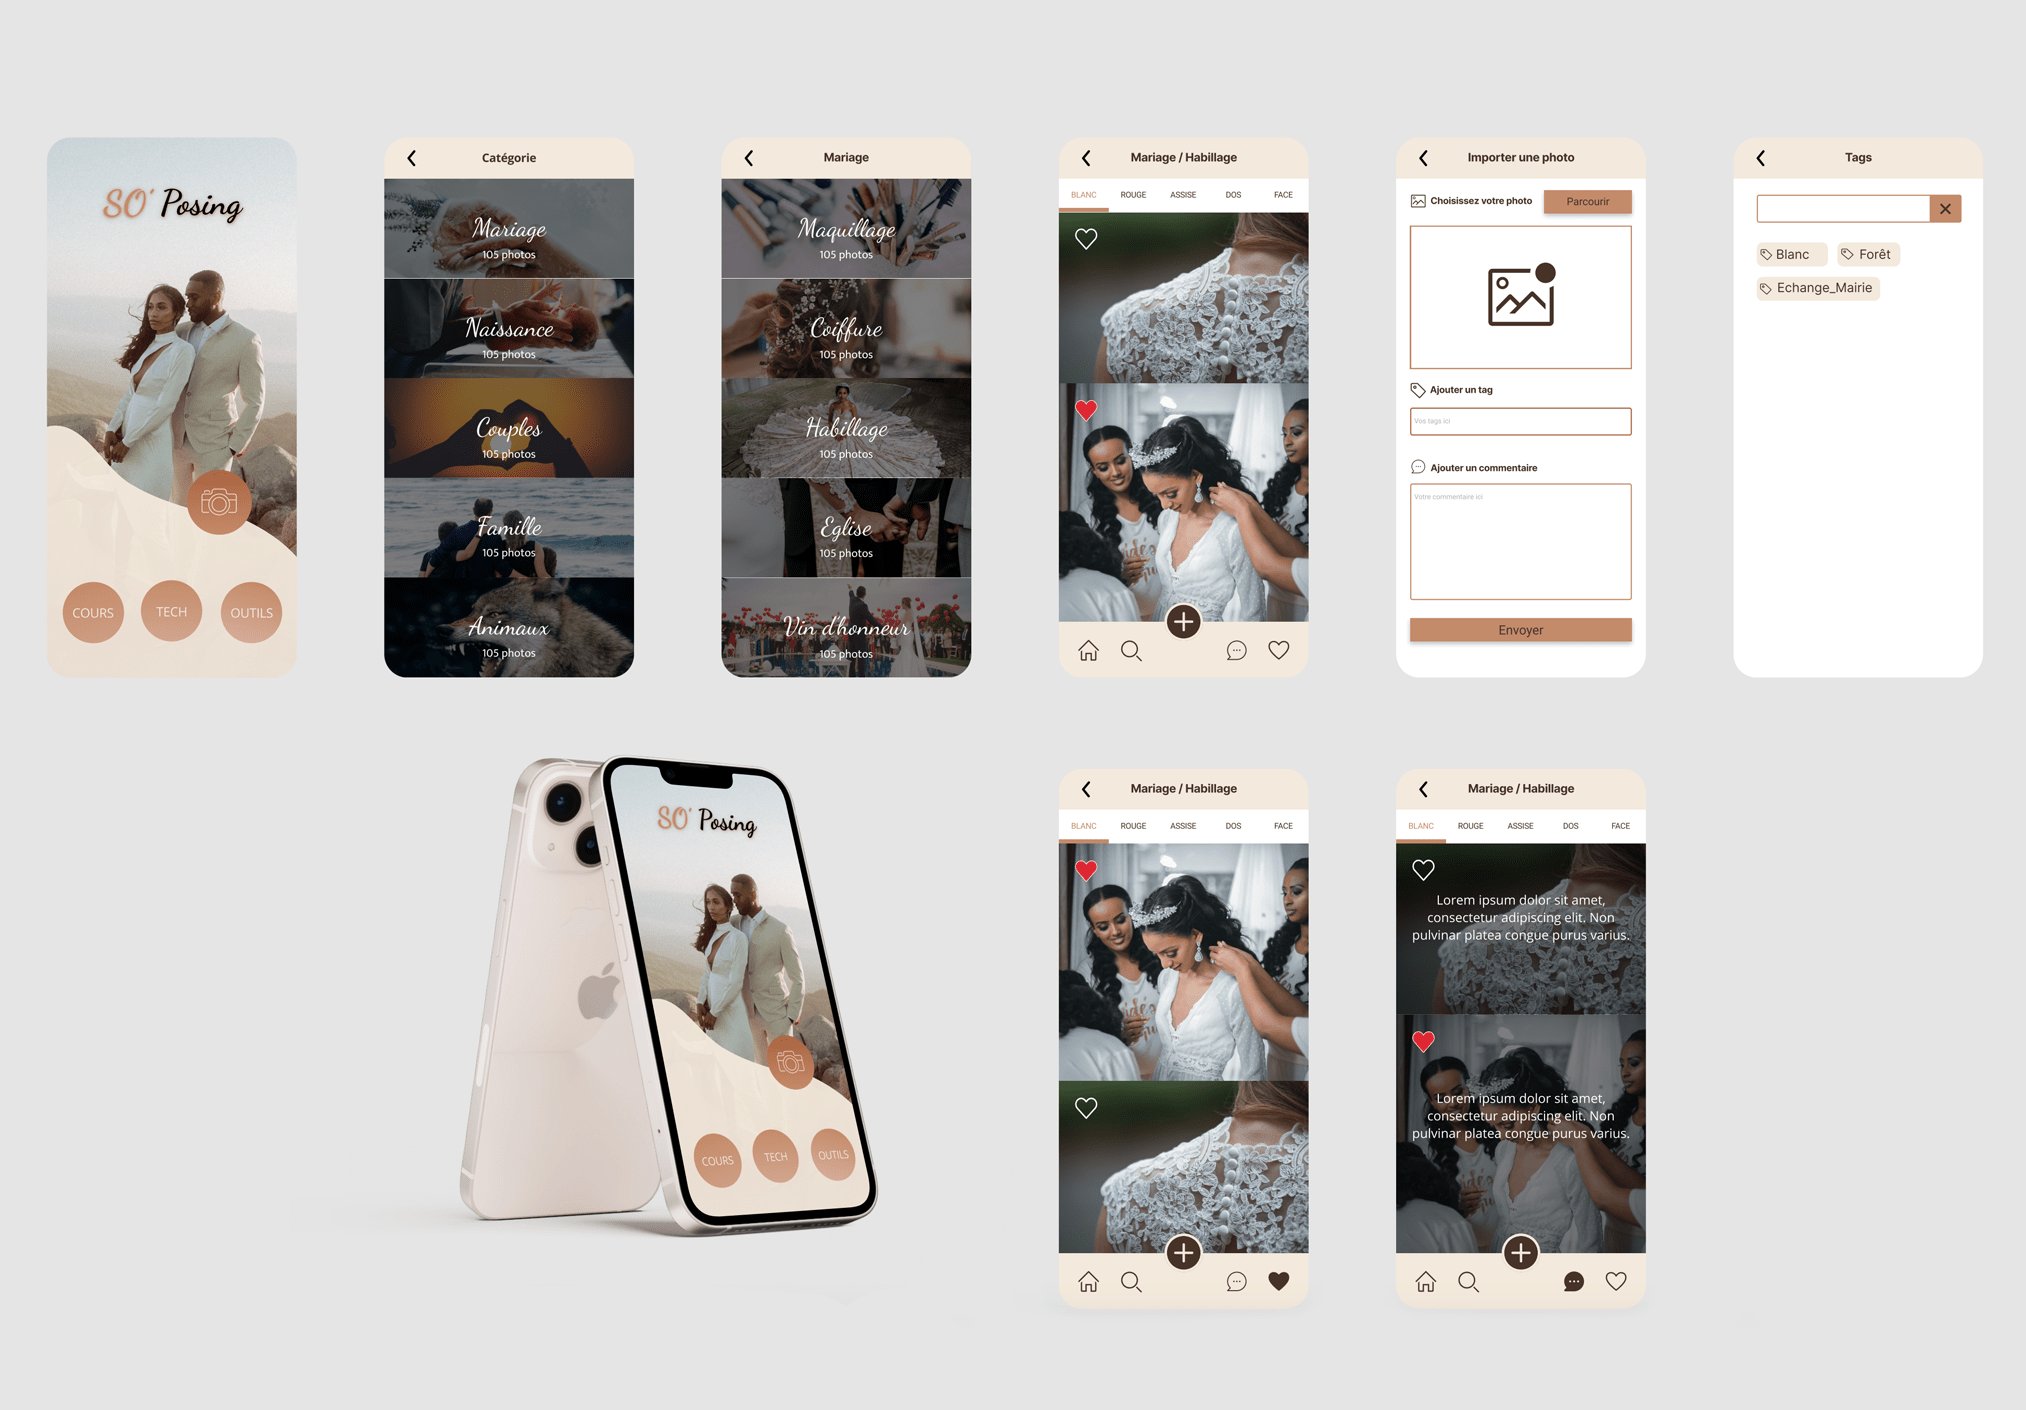 SO' Posing
COURS
TECH
OUTILS
Catégorie
Mariage
105 photos
Naissance
105 photos
Couples
105 photos
Famille
105 photos
Animaux
105 photos
Mariage
Maquillage
105 photos
Coiffure
105 photos
Habillage
105 photos
Eglise
105 photos
Vin d'honneur
105 photos
Mariage / Habillage
BLANC ROUGE ASSISE DOS FACE
Importer une photo
Choisissez votre photo
Parcourir
Ajouter un tag
Vos tags ici
Ajouter un commentaire
Votre commentaire ici
Envoyer
Tags
Blanc
Forêt
Echange_Mairie
SO' Posing
COURS
TECH
OUTILS
Mariage / Habillage
BLANC ROUGE ASSISE DOS FACE
Mariage / Habillage
BLANC ROUGE ASSISE DOS FACE
Lorem ipsum dolor sit amet,
consectetur adipiscing elit. Non
pulvinar platea congue purus varius.
Lorem ipsum dolor sit amet,
consectetur adipiscing elit. Non
pulvinar platea congue purus varius.